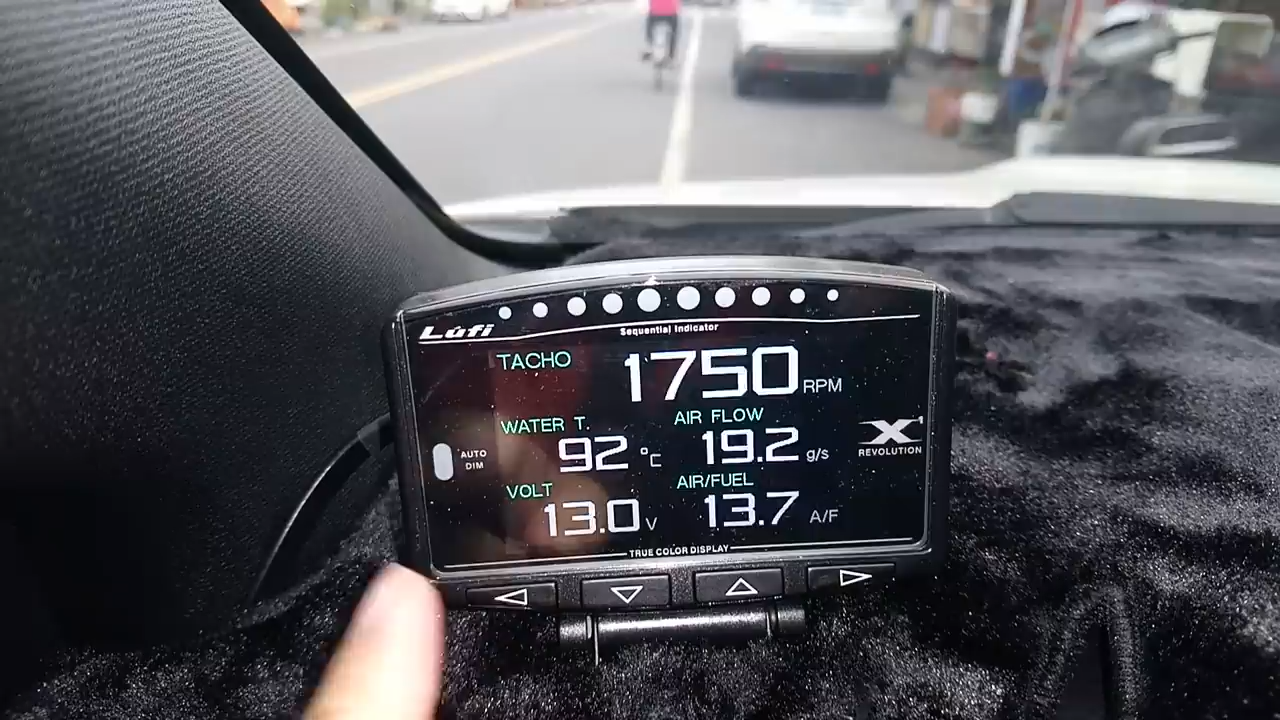 Lufi
Sequential Indicator
TACHO 1750 RPM
WATER T. AIR FLOW
92 °C 19.2 g/s
AUTO
DIM
X1
REVOLUTION
VOLT AIR/FUEL
13.0 V 13.7 A/F
TRUE COLOR DISPLAY